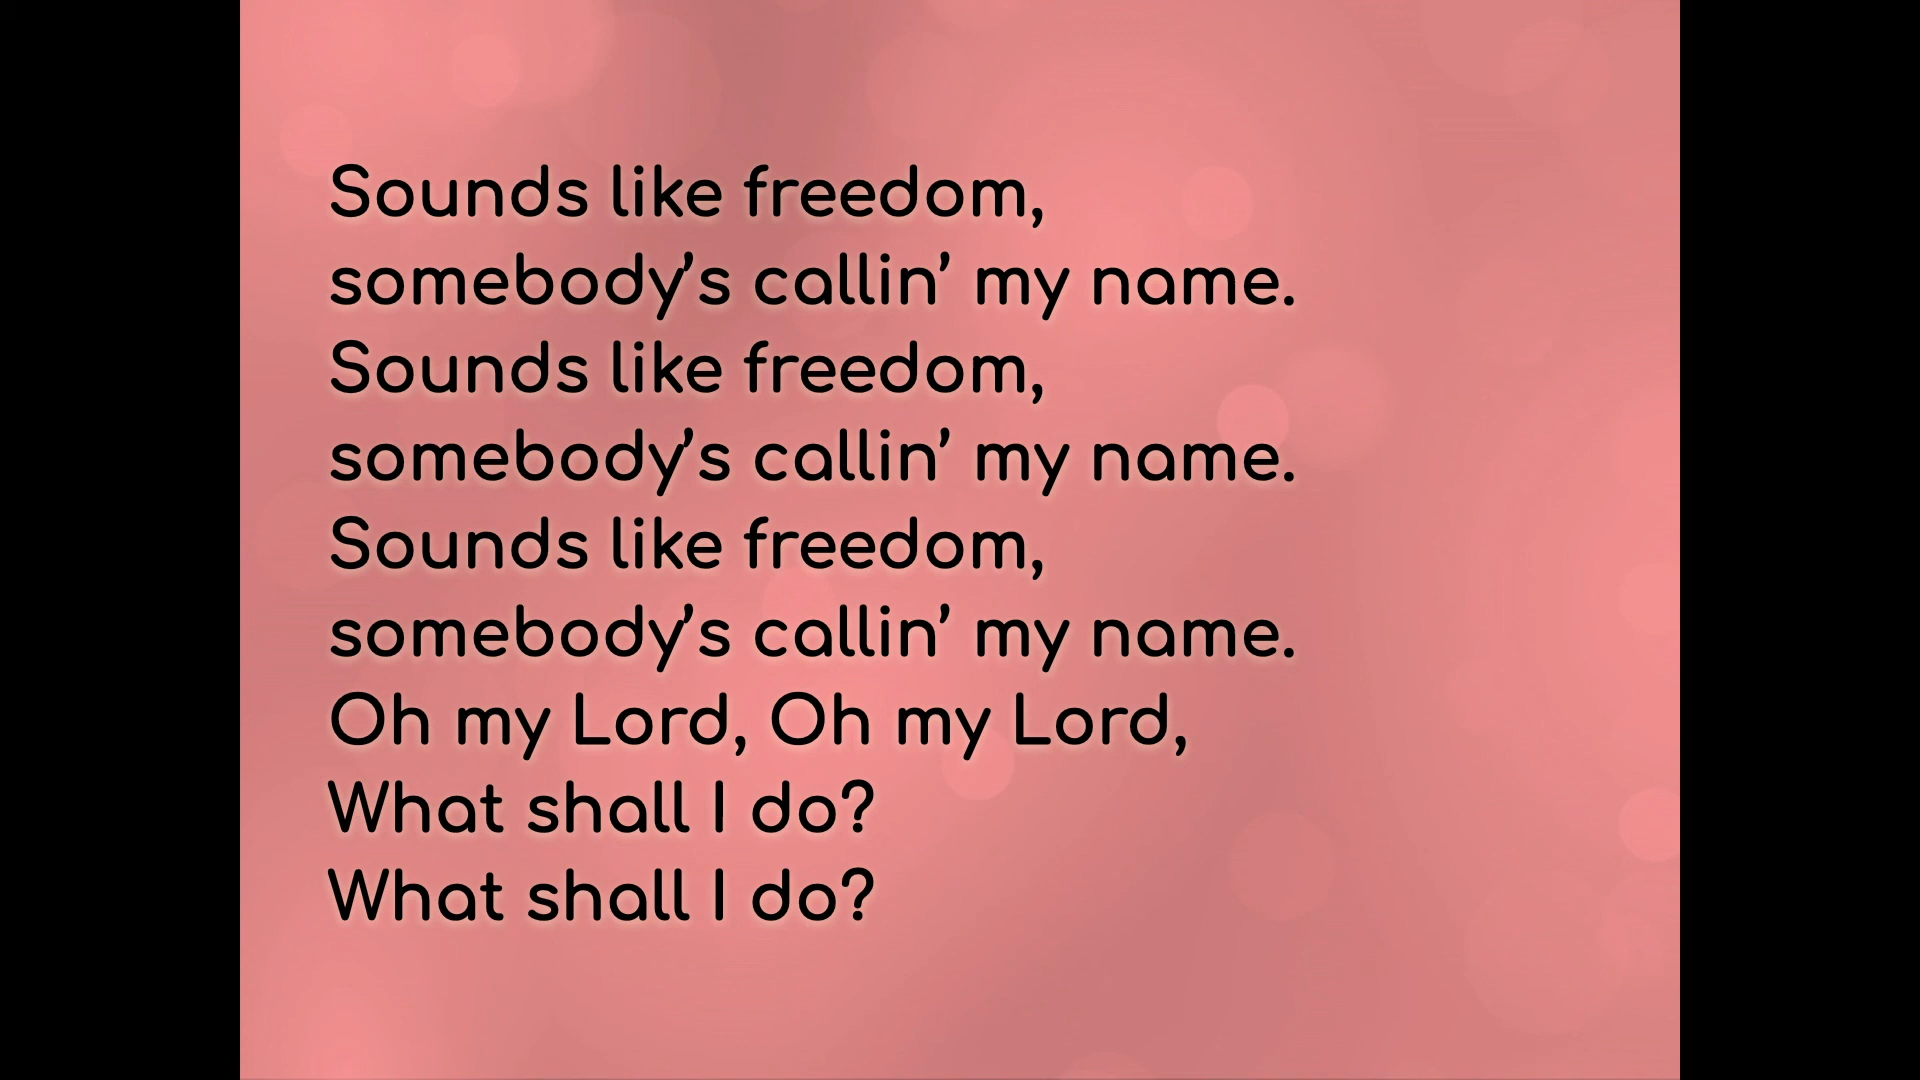 Sounds like freedom,
somebody’s callin’ my name.
Sounds like freedom,
somebody’s callin’ my name.
Sounds like freedom,
somebody’s callin’ my name.
Oh my Lord, Oh my Lord,
What shall I do?
What shall I do?